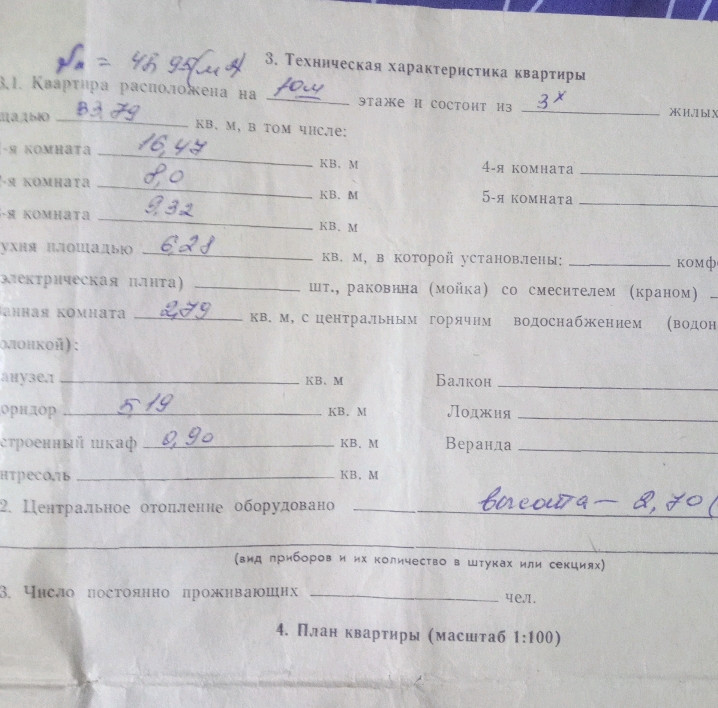 Sп = 48,95 (м2)
3. Техническая характеристика квартиры
3.1. Квартира расположена на 10м этаже и состоит из 3х жилых
щадью 33,79 кв. м, в том числе:
-я комната 16,47 кв. м 4-я комната
-я комната 8,0 кв. м 5-я комната
-я комната 9,32 кв. м
ухня площадью 6,28 кв. м, в которой установлены: комф
электрическая плита) шт., раковина (мойка) со смесителем (краном)
анная комната 2,79 кв. м, с центральным горячим водоснабжением (водон
олонкой):
анузел кв. м Балкон
оридор 5,19 кв. м Лоджия
строенный шкаф 0,90 кв. м Веранда
нтресоль кв. м
2. Центральное отопление оборудовано высота — 2,70 (
(вид приборов и их количество в штуках или секциях)
3. Число постоянно проживающих чел.
4. План квартиры (масштаб 1:100)